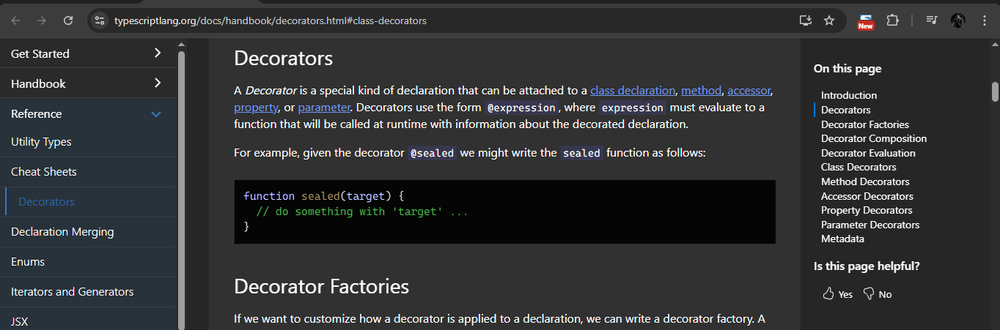 typescriptlang.org/docs/handbook/decorators.html#class-decorators
New
Get Started
Handbook
Reference
Utility Types
Cheat Sheets
Decorators
Declaration Merging
Enums
Iterators and Generators
JSX
Decorators
A Decorator is a special kind of declaration that can be attached to a class declaration, method, accessor,
property, or parameter. Decorators use the form @expression, where expression must evaluate to a
function that will be called at runtime with information about the decorated declaration.
For example, given the decorator @sealed we might write the sealed function as follows:
function sealed(target) {
// do something with 'target' ...
}
Decorator Factories
If we want to customize how a decorator is applied to a declaration, we can write a decorator factory. A
On this page
Introduction
Decorators
Decorator Factories
Decorator Composition
Decorator Evaluation
Class Decorators
Method Decorators
Accessor Decorators
Property Decorators
Parameter Decorators
Metadata
Is this page helpful?
Yes No